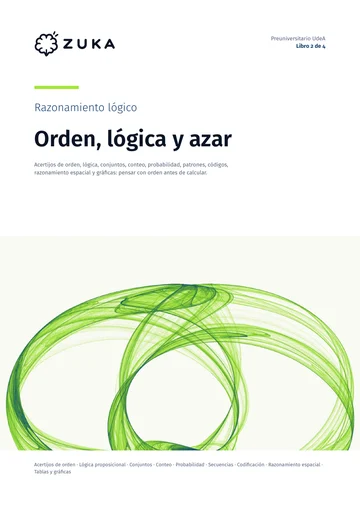 ZUKA
Preuniversitario UdeA
Libro 2 de 4
Razonamiento lógico
Orden, lógica y azar
Acertijos de orden, lógica, conjuntos, conteo, probabilidad, patrones, códigos,
razonamiento espacial y gráficas: pensar con orden antes de calcular.
Acertijos de orden · Lógica proposicional · Conjuntos · Conteo · Probabilidad · Secuencias · Codificación · Razonamiento espacial ·
Tablas y gráficas